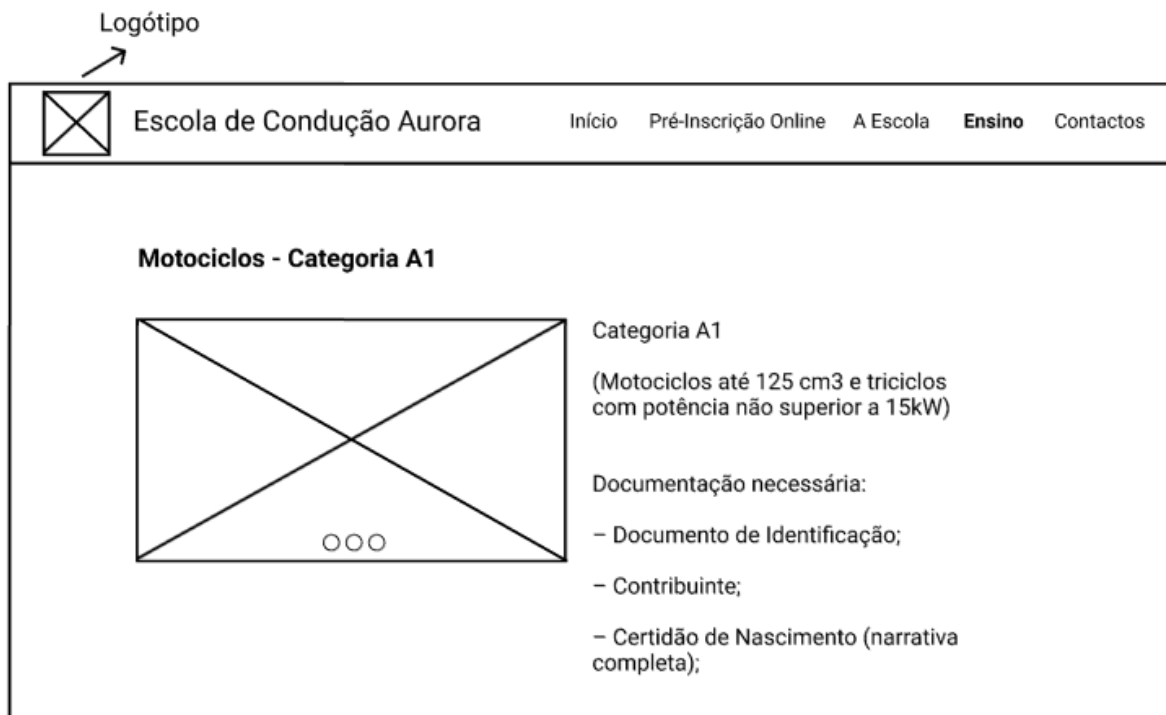 Logótipo
Escola de Condução Aurora
Início Pré-Inscrição Online A Escola Ensino Contactos
Motociclos - Categoria A1
Categoria A1
(Motociclos até 125 cm3 e triciclos
com potência não superior a 15kW)
Documentação necessária:
– Documento de Identificação;
– Contribuinte;
– Certidão de Nascimento (narrativa
completa);